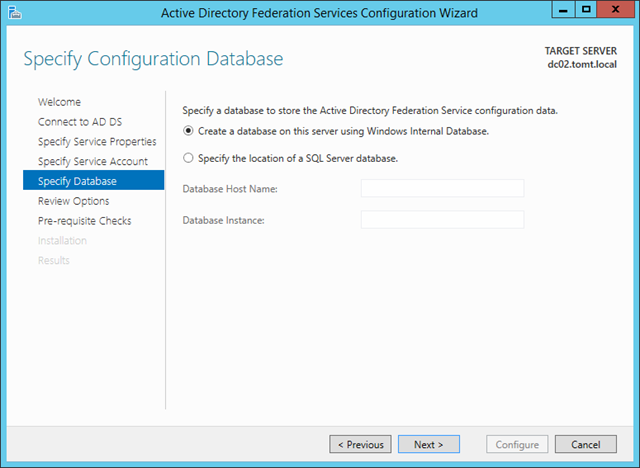 Active Directory Federation Services Configuration Wizard
Specify Configuration Database
TARGET SERVER
dc02.tomt.local
Welcome
Connect to AD DS
Specify Service Properties
Specify Service Account
Specify Database
Review Options
Pre-requisite Checks
Installation
Results
Specify a database to store the Active Directory Federation Service configuration data.
Create a database on this server using Windows Internal Database.
Specify the location of a SQL Server database.
Database Host Name:
Database Instance:
< Previous
Next >
Configure
Cancel